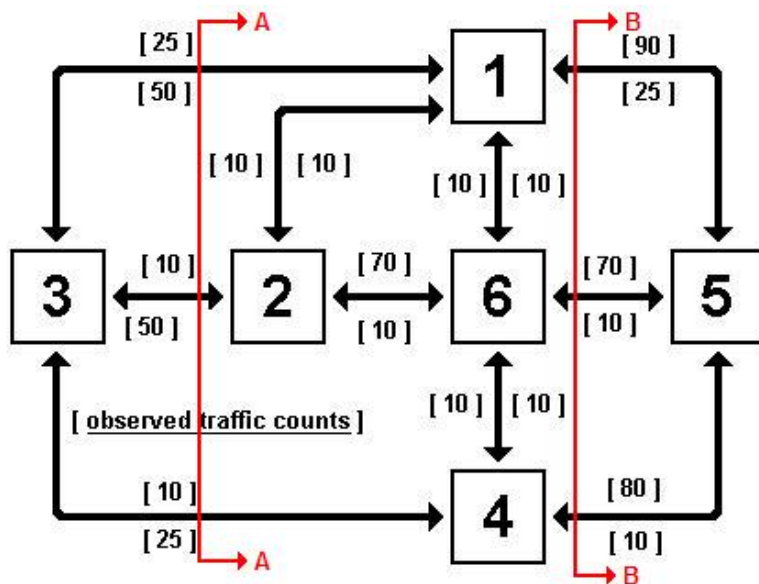 A B
[ 25 ] 1 [ 90 ]
[ 50 ] [ 25 ]
[ 10 ] [ 10 ] [ 10 ] [ 10 ]
[ 10 ] [ 70 ] [ 70 ]
3 2 6 5
[ 50 ] [ 10 ] [ 10 ]
[ 10 ] [ 10 ]
[ observed traffic counts ]
[ 10 ] [ 80 ]
4
[ 25 ] [ 10 ]
A B